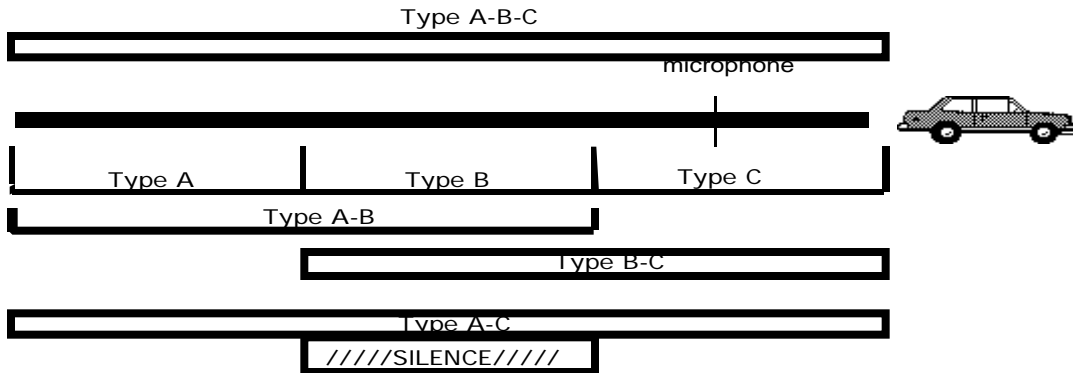 Type A-B-C
microphone
Type A
Type B
Type C
Type A-B
Type B-C
Type A-C
/////SILENCE/////